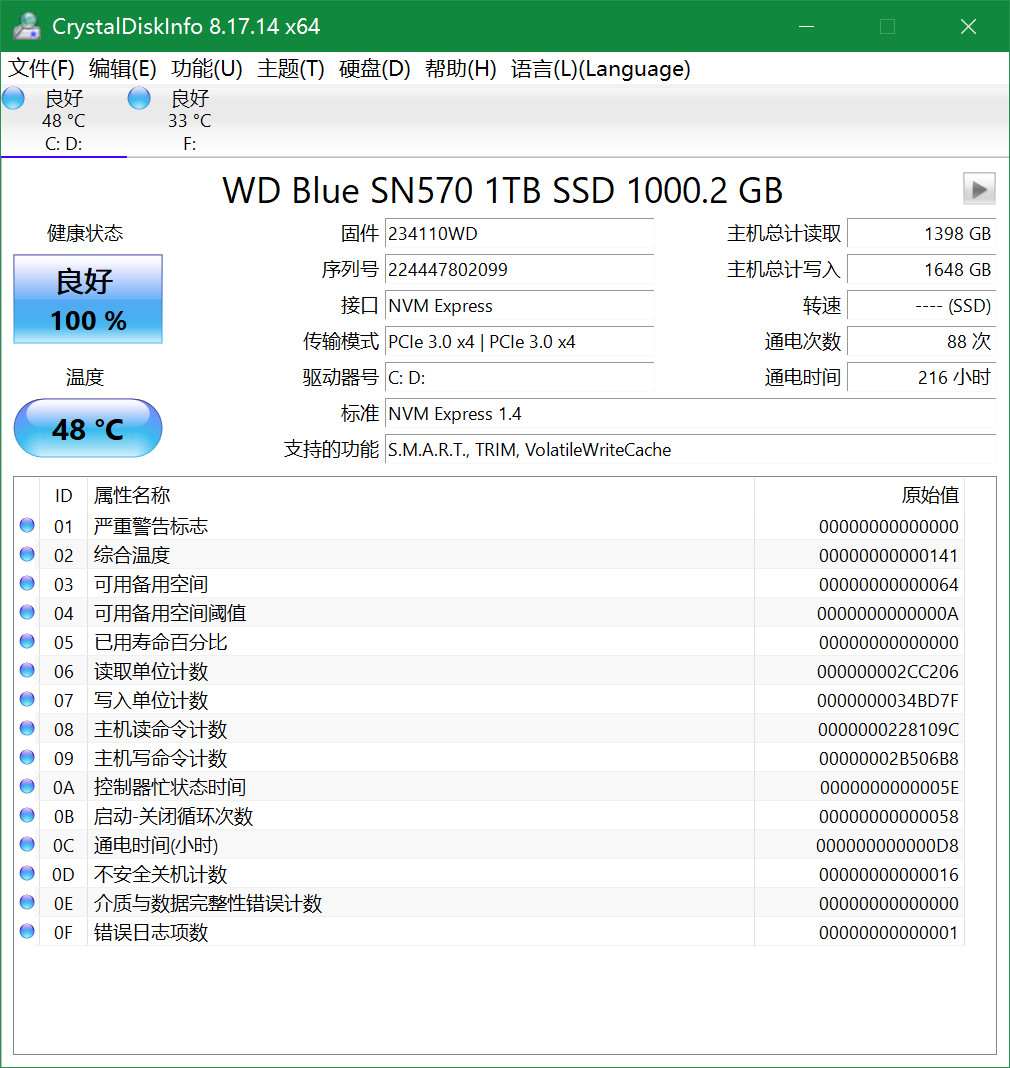 CrystalDiskInfo 8.17.14 x64
文件(F) 编辑(E) 功能(U) 主题(T) 硬盘(D) 帮助(H) 语言(L)(Language)
良好 良好
48 °C 33 °C
C: D: F:
WD Blue SN570 1TB SSD 1000.2 GB
健康状态 固件 234110WD 主机总计读取 1398 GB
良好 序列号 224447802099 主机总计写入 1648 GB
100 % 接口 NVM Express 转速 ---- (SSD)
传输模式 PCIe 3.0 x4 | PCIe 3.0 x4 通电次数 88 次
温度 驱动器号 C: D: 通电时间 216 小时
48 °C 标准 NVM Express 1.4
支持的功能 S.M.A.R.T., TRIM, VolatileWriteCache
ID 属性名称 原始值
01 严重警告标志 00000000000000
02 综合温度 00000000000141
03 可用备用空间 00000000000064
04 可用备用空间阈值 0000000000000A
05 已用寿命百分比 00000000000000
06 读取单位计数 000000002CC206
07 写入单位计数 0000000034BD7F
08 主机读命令计数 0000000228109C
09 主机写命令计数 00000002B506B8
0A 控制器忙状态时间 0000000000005E
0B 启动-关闭循环次数 00000000000058
0C 通电时间(小时) 000000000000D8
0D 不安全关机计数 00000000000016
0E 介质与数据完整性错误计数 00000000000000
0F 错误日志项数 00000000000001